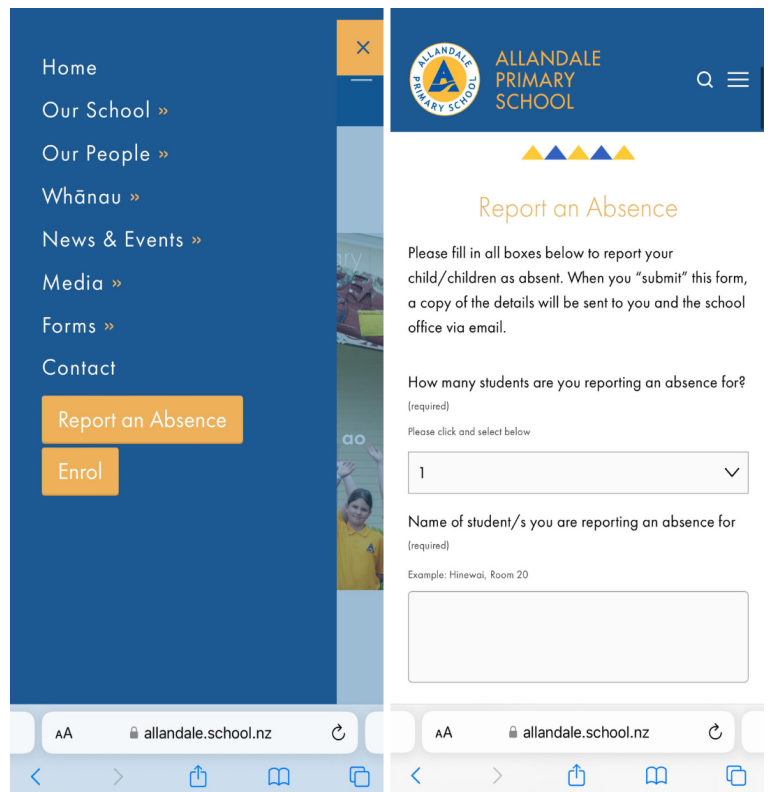 Home
Our School »
Our People »
Whānau »
News & Events »
Media »
Forms »
Contact
Report an Absence
Enrol
ao
AA
allandale.school.nz
ALLANDALE
PRIMARY SCHOOL
ALLANDALE
PRIMARY
SCHOOL
Report an Absence
Please fill in all boxes below to report your
child/children as absent. When you “submit” this form,
a copy of the details will be sent to you and the school
office via email.
How many students are you reporting an absence for?
(required)
Please click and select below
1
Name of student/s you are reporting an absence for
(required)
Example: Hinewai, Room 20
AA
allandale.school.nz